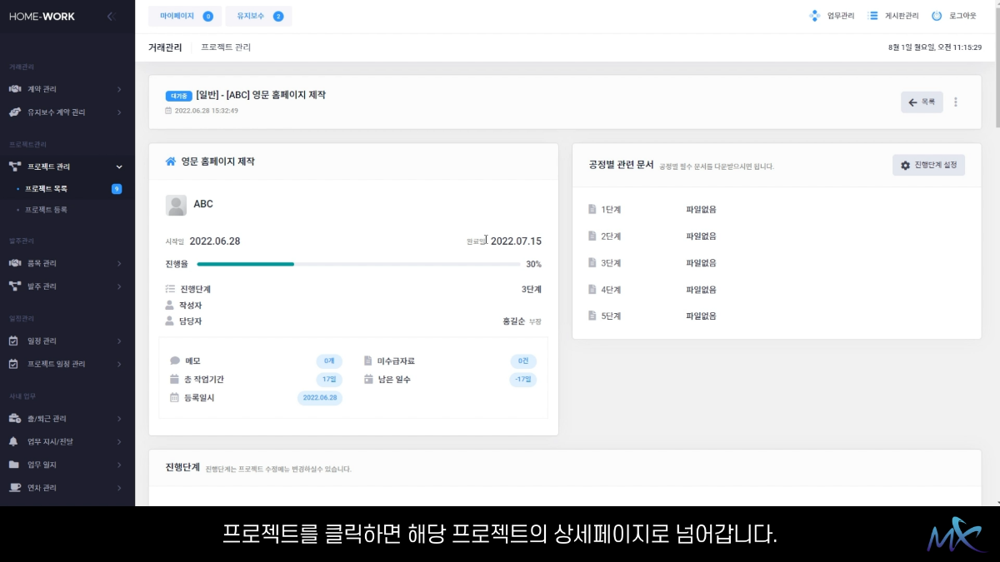 HOME-WORK
마이페이지 0
유지보수 2
업무관리
게시판관리
로그아웃
거래관리
프로젝트 관리
8월 1일 월요일, 오전 11:15:29
거래관리
계약 관리
유지보수 계약 관리
프로젝트관리
프로젝트 관리
프로젝트 목록 9
프로젝트 등록
발주관리
품목 관리
발주 관리
일정관리
일정 관리
프로젝트 일정 관리
사내 업무
출/퇴근 관리
업무 지시/전달
업무 일지
연차 관리
대기중 [일반] - [ABC] 영문 홈페이지 제작
2022.06.28 15:32:49
목록
영문 홈페이지 제작
ABC
시작일 2022.06.28
완료일 2022.07.15
진행율 30%
진행단계 3단계
작성자
담당자 홍길순 부장
메모 0개
미수급자료 0건
총 작업기간 17일
남은 일수 -17일
등록일시 2022.06.28
공정별 관련 문서 공정별 필수 문서를 다운받으시면 됩니다.
진행단계 설정
1단계 파일없음
2단계 파일없음
3단계 파일없음
4단계 파일없음
5단계 파일없음
진행단계 진행단계는 프로젝트 수정메뉴 변경하실수 있습니다.
프로젝트를 클릭하면 해당 프로젝트의 상세페이지로 넘어갑니다.
MX